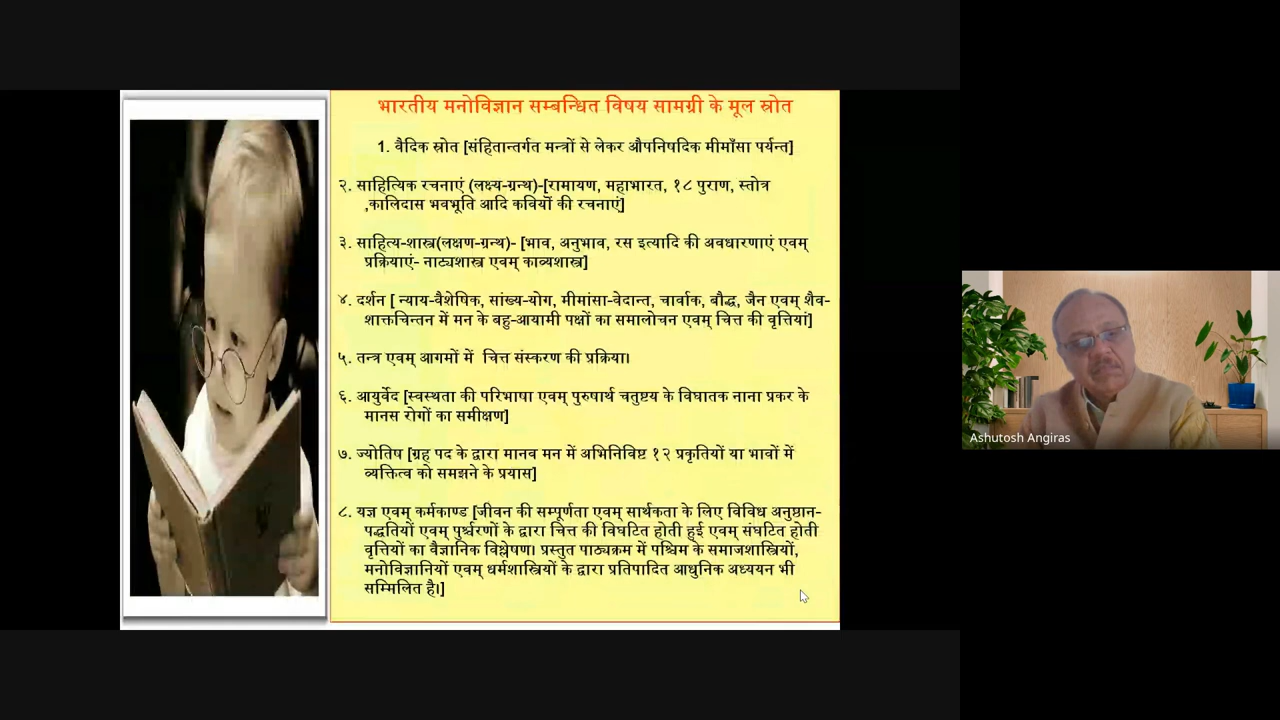 भारतीय मनोविज्ञान सम्बन्धित विषय सामग्री के मूल स्रोत
1. वैदिक स्रोत [संहितान्तर्गत मन्त्रों से लेकर औपनिषदिक मीमाँसा पर्यन्त]
२. साहित्यिक रचनाएं (लक्ष्य-ग्रन्थ)-[रामायण, महाभारत, १८ पुराण, स्तोत्र
,कालिदास भवभूति आदि कवियों की रचनाएं]
३. साहित्य-शास्त्र(लक्षण-ग्रन्थ)- [भाव, अनुभाव, रस इत्यादि की अवधारणाएं एवम्
प्रक्रियाएं- नाट्यशास्त्र एवम् काव्यशास्त्र]
४. दर्शन [ न्याय-वैशेषिक, सांख्य-योग, मीमांसा-वेदान्त, चार्वाक, बौद्ध, जैन एवम् शैव-
शाक्तचिन्तन में मन के बहु-आयामी पक्षों का समालोचन एवम् चित्त की वृत्तियां]
५. तन्त्र एवम् आगमों में चित्त संस्करण की प्रक्रिया।
६. आयुर्वेद [स्वस्थता की परिभाषा एवम् पुरुषार्थ चतुष्टय के विघातक नाना प्रकर के
मानस रोगों का समीक्षण]
७. ज्योतिष [ग्रह पद के द्वारा मानव मन में अभिनिविष्ट १२ प्रकृतियों या भावों में
व्यक्तित्व को समझने के प्रयास]
८. यज्ञ एवम् कर्मकाण्ड [जीवन की सम्पूर्णता एवम् सार्थकता के लिए विविध अनुष्ठान-
पद्धतियों एवम् पुर्श्चरणों के द्वारा चित्त की विघटित होती हुई एवम् संघटित होती
वृत्तियों का वैज्ञानिक विश्लेषण। प्रस्तुत पाठ्यक्रम में पश्चिम के समाजशास्त्रियों,
मनोविज्ञानियों एवम् धर्मशास्त्रियों के द्वारा प्रतिपादित आधुनिक अध्ययन भी
सम्मिलित है।]
Ashutosh Angiras